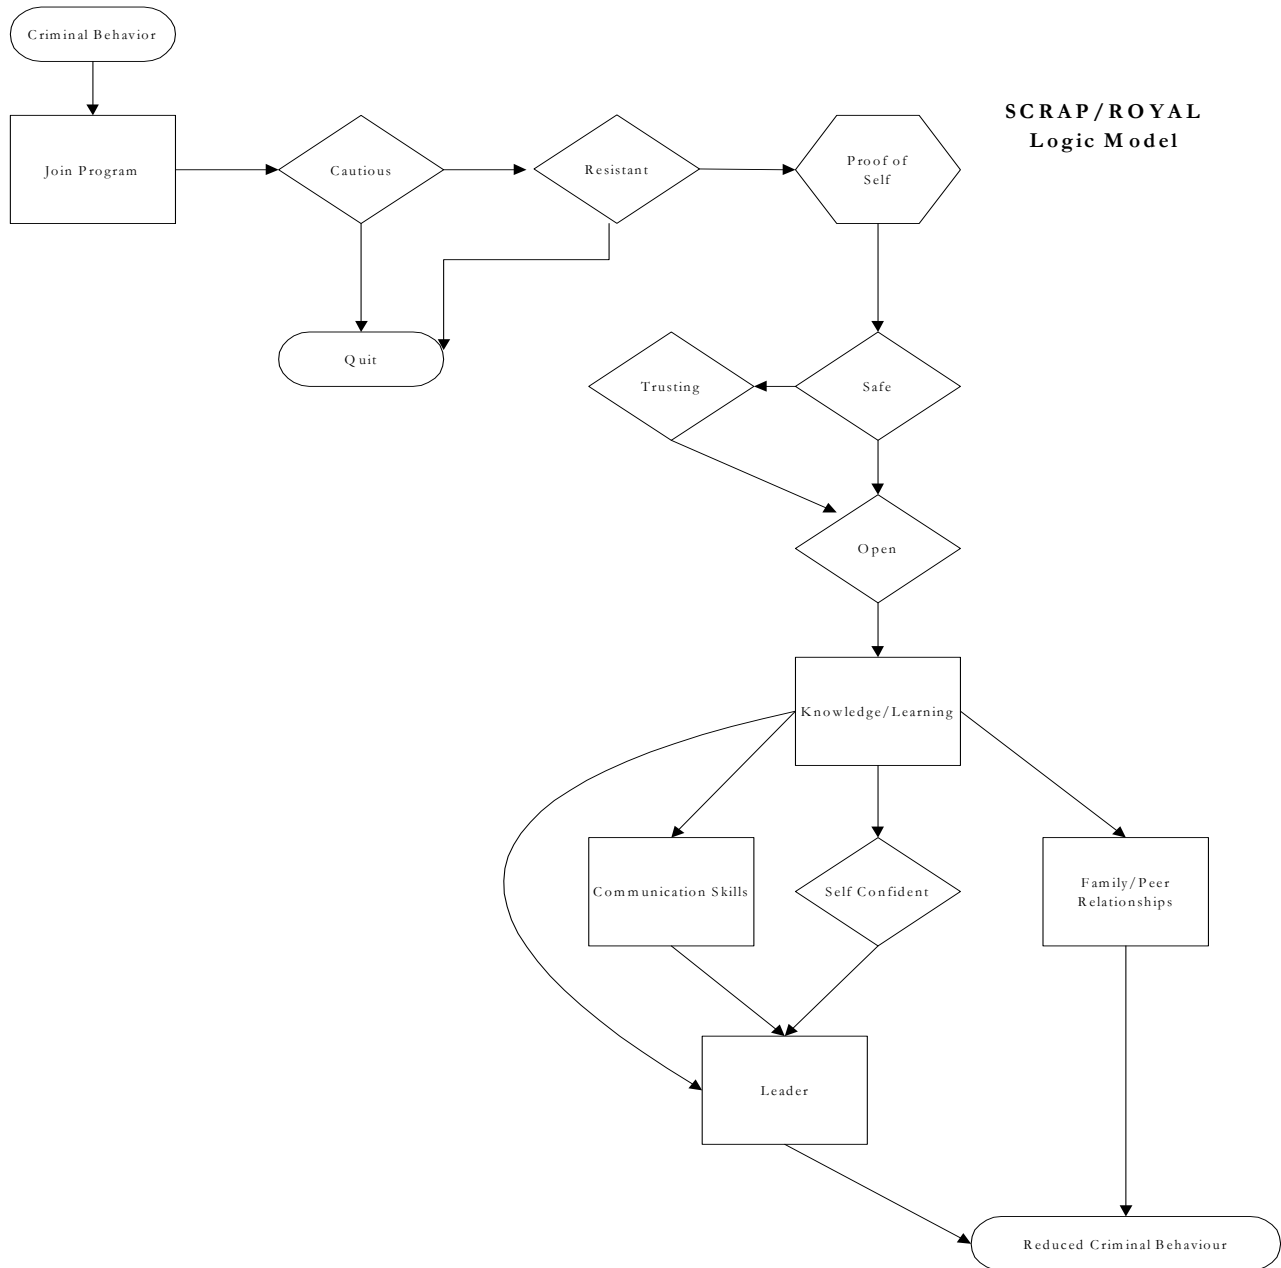 Criminal Behavior
SCRAP/ROYAL
Logic Model
Join Program
Cautious
Resistant
Proof of
Self
Quit
Trusting
Safe
Open
Knowledge/Learning
Communication Skills
Self Confident
Family/Peer
Relationships
Leader
Reduced Criminal Behaviour